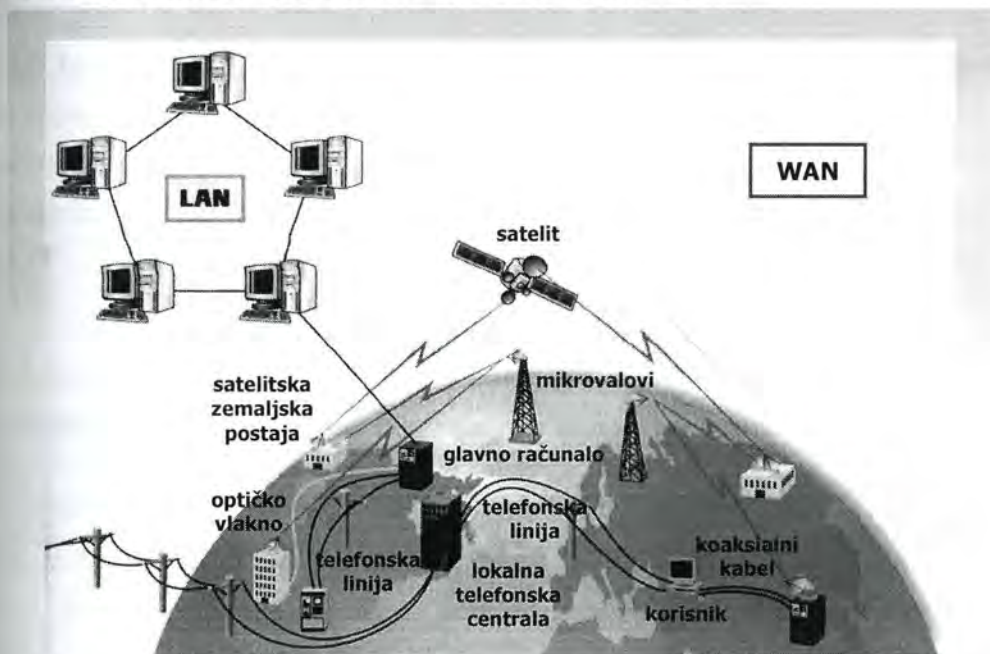 LAN
WAN
satelit
satelitska
zemaljska
postaja
mikrovalovi
glavno računalo
optičko
vlakno
telefonska
linija
telefonska
linija
lokalna
telefonska
centrala
koaksialni
kabel
korisnik